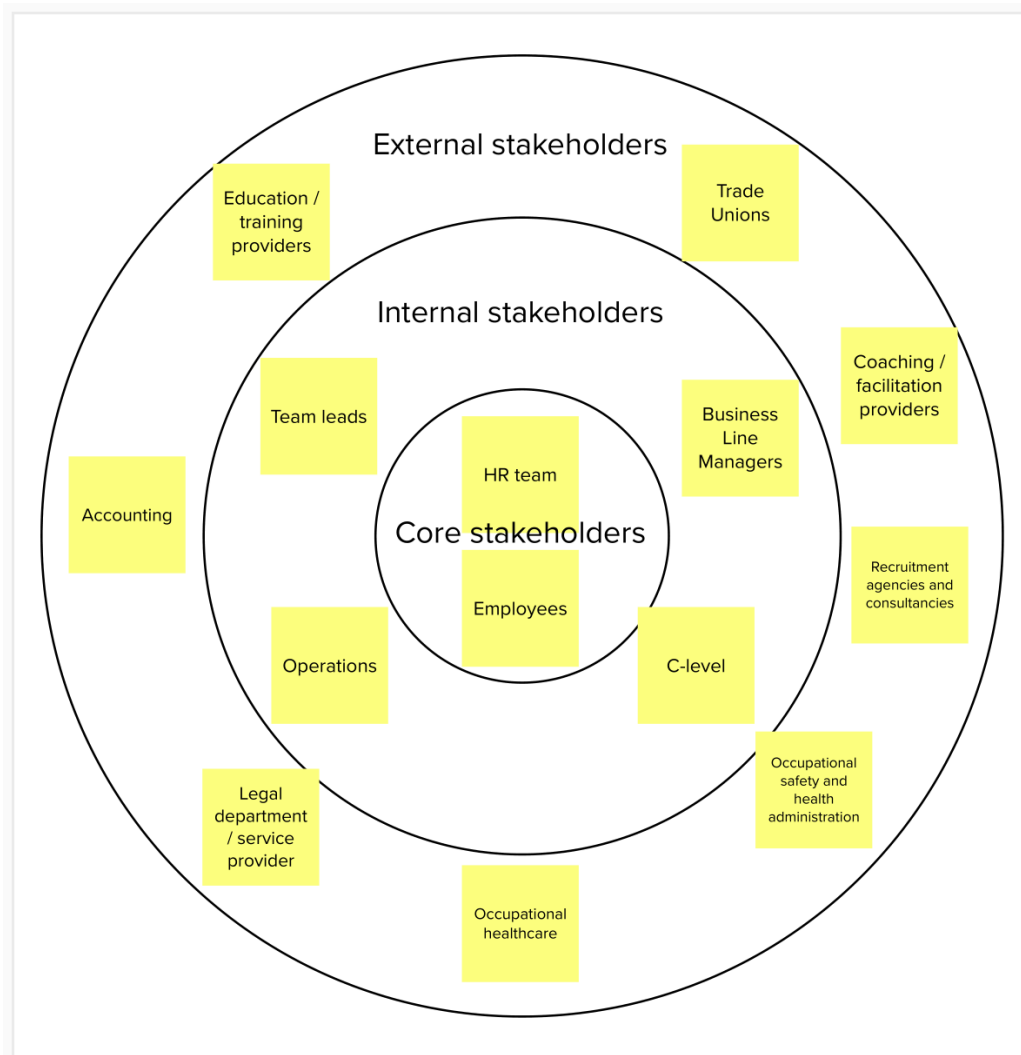 External stakeholders
Education /
training
providers
Trade
Unions
Internal stakeholders
Team leads
Business
Line
Managers
Coaching /
facilitation
providers
HR team
Accounting
Core stakeholders
Recruitment
agencies and
consultancies
Employees
Operations
C-level
Legal
department
/ service
provider
Occupational
safety and
health
administration
Occupational
healthcare